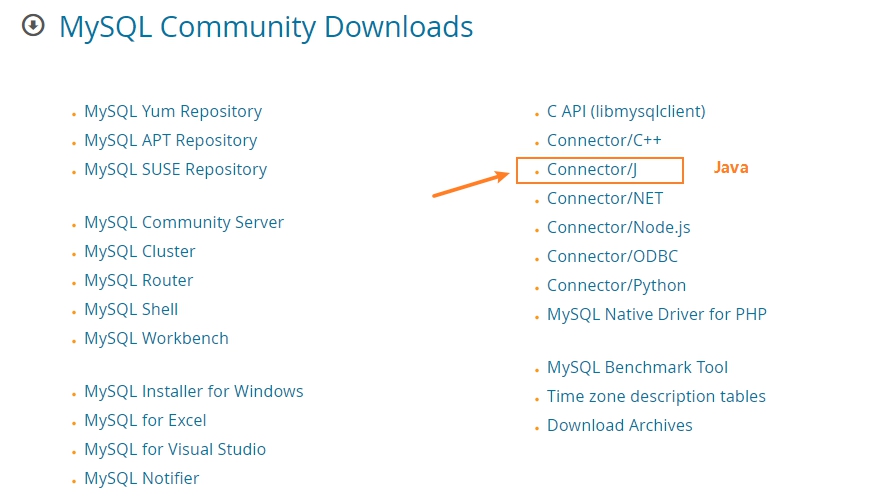 MySQL Community Downloads
MySQL Yum Repository
MySQL APT Repository
MySQL SUSE Repository
MySQL Community Server
MySQL Cluster
MySQL Router
MySQL Shell
MySQL Workbench
MySQL Installer for Windows
MySQL for Excel
MySQL for Visual Studio
MySQL Notifier
C API (libmysqlclient)
Connector/C++
Connector/J
Java
Connector/NET
Connector/Node.js
Connector/ODBC
Connector/Python
MySQL Native Driver for PHP
MySQL Benchmark Tool
Time zone description tables
Download Archives